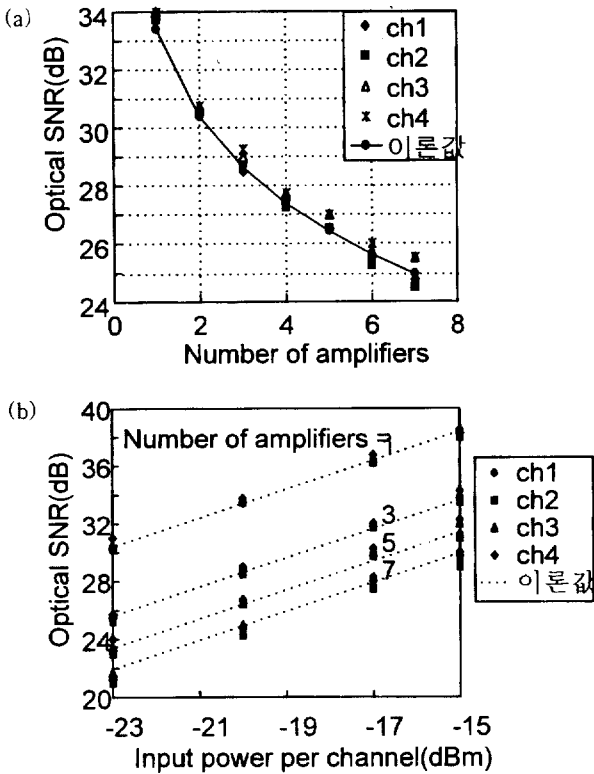 (a)
34
32
30
28
26
24
Optical SNR(dB)
ch1
ch2
ch3
ch4
이론값
0 2 4 6 8
Number of amplifiers
(b)
40
36
32
28
24
20
Optical SNR(dB)
Number of amplifiers =1
3
5
7
ch1
ch2
ch3
ch4
이론값
-23 -21 -19 -17 -15
Input power per channel(dBm)